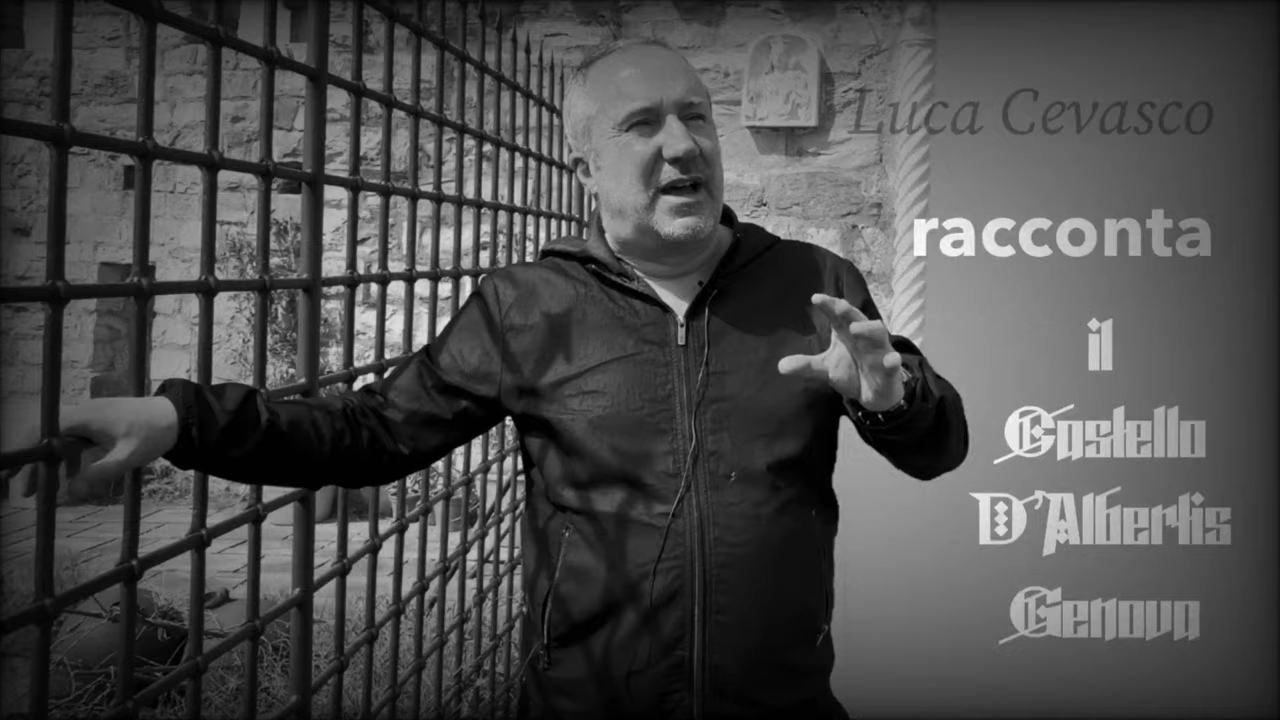 Luca Cevasco
racconta
il
Castello
D'Albertis
Genova